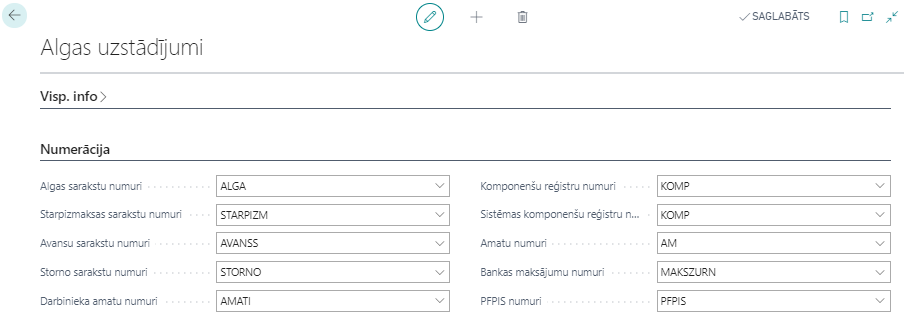 SAGLABĀTS
Algas uzstādījumi
Visp. info
Numerācija
Algas sarakstu numuri ALGA
Starpizmaksas sarakstu numuri STARPIZM
Avansu sarakstu numuri AVANSS
Storno sarakstu numuri STORNO
Darbinieka amatu numuri AMATI
Komponenšu reģistru numuri KOMP
Sistēmas komponenšu reģistru n... KOMP
Amatu numuri AM
Bankas maksājumu numuri MAKSZURN
PFPIS numuri PFPIS